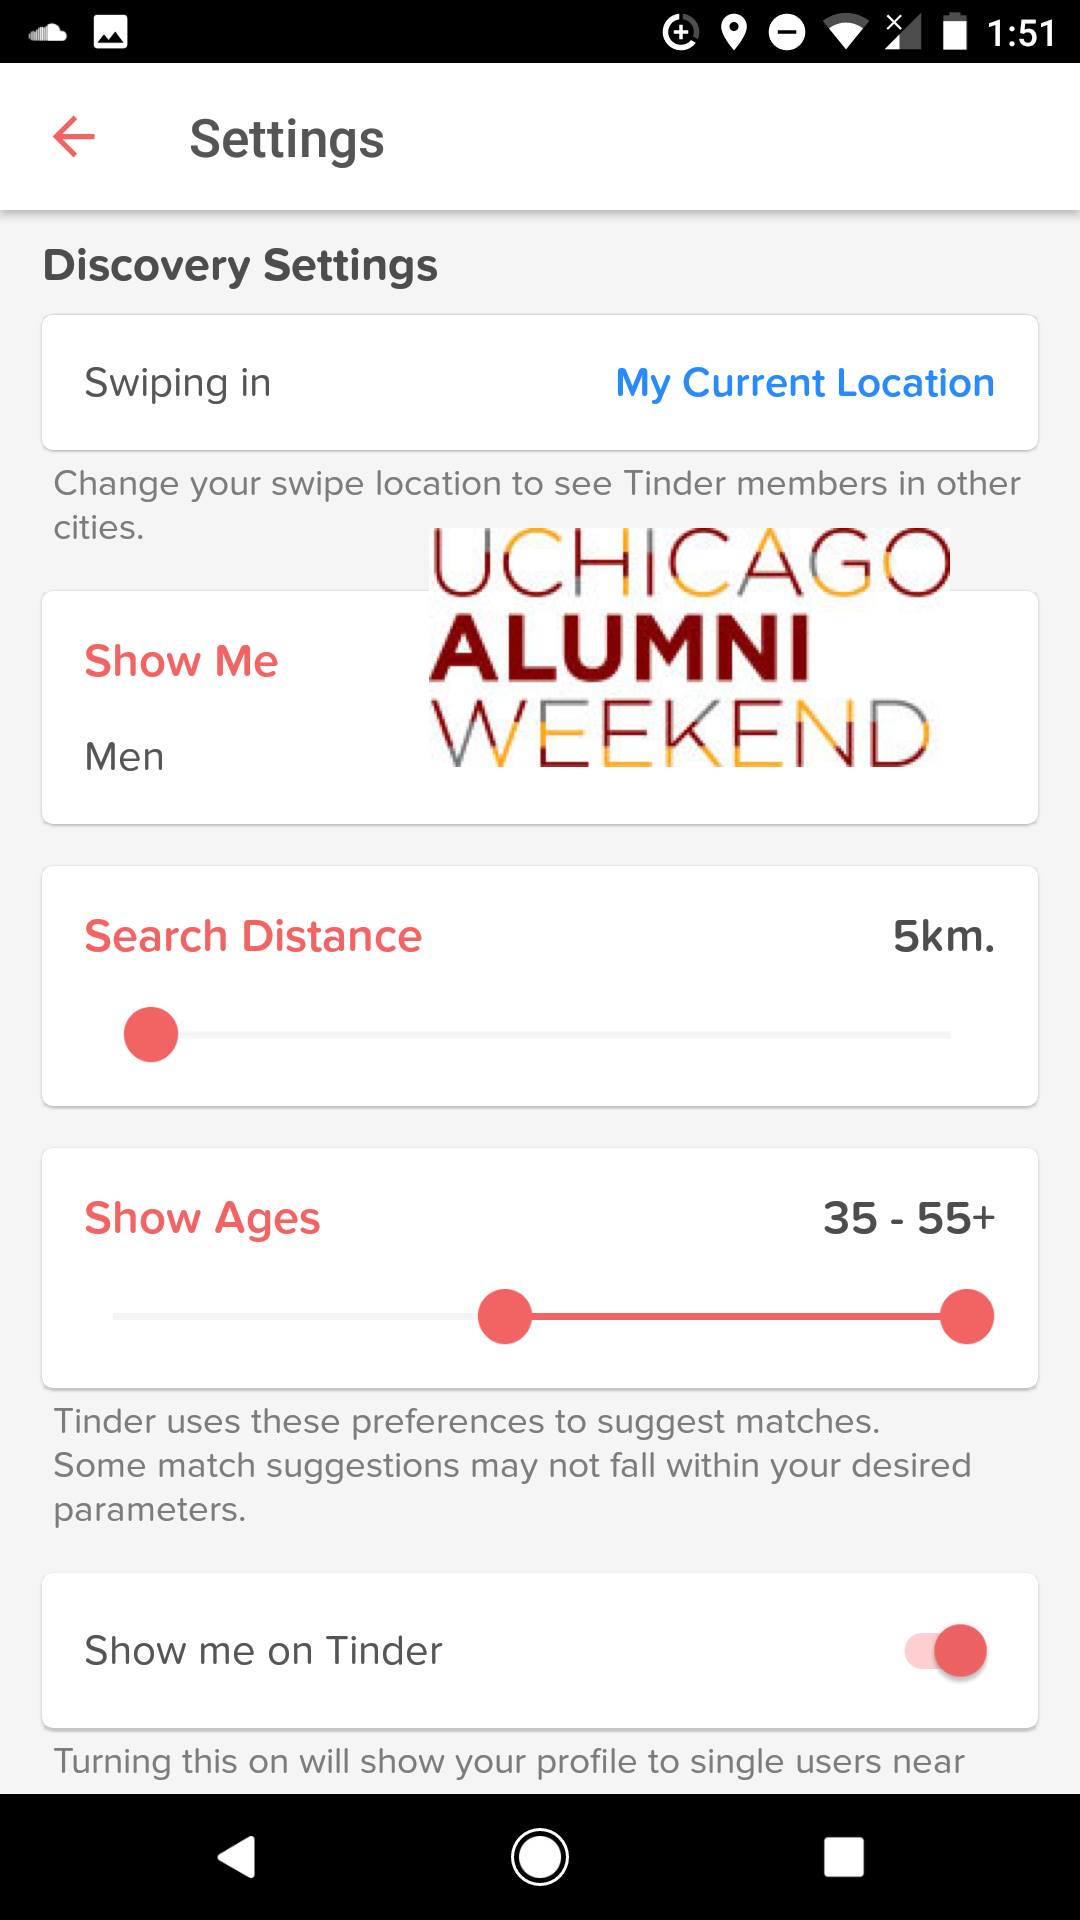 1:51
Settings
Discovery Settings
Swiping in My Current Location
Change your swipe location to see Tinder members in other
cities.
UCHICAGO
ALUMNI
WEEKEND
Show Me
Men
Search Distance 5km.
Show Ages 35 - 55+
Tinder uses these preferences to suggest matches.
Some match suggestions may not fall within your desired
parameters.
Show me on Tinder
Turning this on will show your profile to single users near